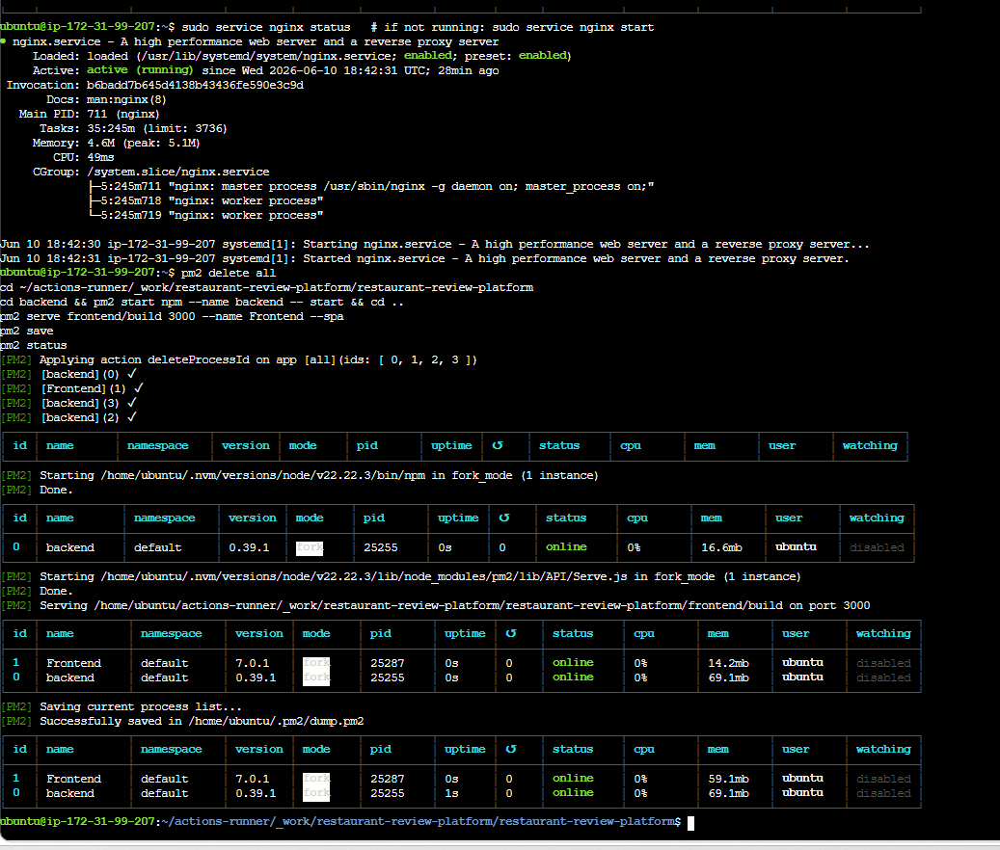 ubuntu@ip-172-31-99-207:~$ sudo service nginx status   # if not running: sudo service nginx start
● nginx.service - A high performance web server and a reverse proxy server
     Loaded: loaded (/usr/lib/systemd/system/nginx.service; enabled; preset: enabled)
     Active: active (running) since Wed 2026-06-10 18:42:31 UTC; 28min ago
 Invocation: b6badd7b645d4138b43436fe590e3c9d
       Docs: man:nginx(8)
   Main PID: 711 (nginx)
      Tasks: 35:245m (limit: 3736)
     Memory: 4.6M (peak: 5.1M)
        CPU: 49ms
     CGroup: /system.slice/nginx.service
             ├─5:245m711 "nginx: master process /usr/sbin/nginx -g daemon on; master_process on;"
             ├─5:245m718 "nginx: worker process"
             └─5:245m719 "nginx: worker process"
Jun 10 18:42:30 ip-172-31-99-207 systemd[1]: Starting nginx.service - A high performance web server and a reverse proxy server...
Jun 10 18:42:31 ip-172-31-99-207 systemd[1]: Started nginx.service - A high performance web server and a reverse proxy server.
ubuntu@ip-172-31-99-207:~$ pm2 delete all
cd ~/actions-runner/_work/restaurant-review-platform/restaurant-review-platform
cd backend && pm2 start npm --name backend -- start && cd ..
pm2 serve frontend/build 3000 --name Frontend --spa
pm2 save
pm2 status
[PM2] Applying action deleteProcessId on app [all](ids: [ 0, 1, 2, 3 ])
[PM2] [backend](0) ✓
[PM2] [Frontend](1) ✓
[PM2] [backend](3) ✓
[PM2] [backend](2) ✓
id │ name │ namespace │ version │ mode │ pid │ uptime │ ↺ │ status │ cpu │ mem │ user │ watching
[PM2] Starting /home/ubuntu/.nvm/versions/node/v22.22.3/bin/npm in fork_mode (1 instance)
[PM2] Done.
id │ name │ namespace │ version │ mode │ pid │ uptime │ ↺ │ status │ cpu │ mem │ user │ watching
0 │ backend │ default │ 0.39.1 │ fork │ 25255 │ 0s │ 0 │ online │ 0% │ 16.6mb │ ubuntu │ disabled
[PM2] Starting /home/ubuntu/.nvm/versions/node/v22.22.3/lib/node_modules/pm2/lib/API/Serve.js in fork_mode (1 instance)
[PM2] Done.
[PM2] Serving /home/ubuntu/actions-runner/_work/restaurant-review-platform/restaurant-review-platform/frontend/build on port 3000
id │ name │ namespace │ version │ mode │ pid │ uptime │ ↺ │ status │ cpu │ mem │ user │ watching
1 │ Frontend │ default │ 7.0.1 │ fork │ 25287 │ 0s │ 0 │ online │ 0% │ 14.2mb │ ubuntu │ disabled
0 │ backend │ default │ 0.39.1 │ fork │ 25255 │ 0s │ 0 │ online │ 0% │ 69.1mb │ ubuntu │ disabled
[PM2] Saving current process list...
[PM2] Successfully saved in /home/ubuntu/.pm2/dump.pm2
id │ name │ namespace │ version │ mode │ pid │ uptime │ ↺ │ status │ cpu │ mem │ user │ watching
1 │ Frontend │ default │ 7.0.1 │ fork │ 25287 │ 0s │ 0 │ online │ 0% │ 59.1mb │ ubuntu │ disabled
0 │ backend │ default │ 0.39.1 │ fork │ 25255 │ 1s │ 0 │ online │ 0% │ 69.1mb │ ubuntu │ disabled
ubuntu@ip-172-31-99-207:~/actions-runner/_work/restaurant-review-platform/restaurant-review-platform$